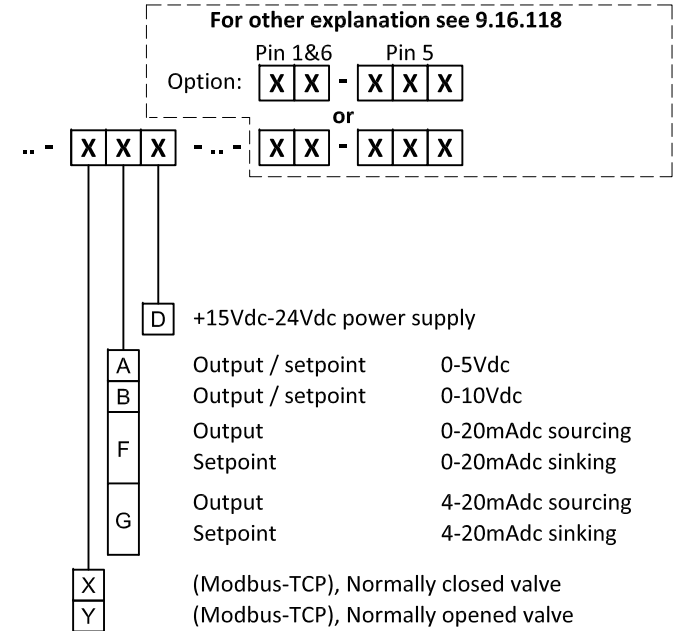 For other explanation see 9.16.118
Pin 1&6 Pin 5
Option: X X - X X X
or
.. - X X X - .. - X X - X X X
D +15Vdc-24Vdc power supply
A Output / setpoint 0-5Vdc
B Output / setpoint 0-10Vdc
Output 0-20mAdc sourcing
F
Setpoint 0-20mAdc sinking
Output 4-20mAdc sourcing
G
Setpoint 4-20mAdc sinking
X (Modbus-TCP), Normally closed valve
Y (Modbus-TCP), Normally opened valve